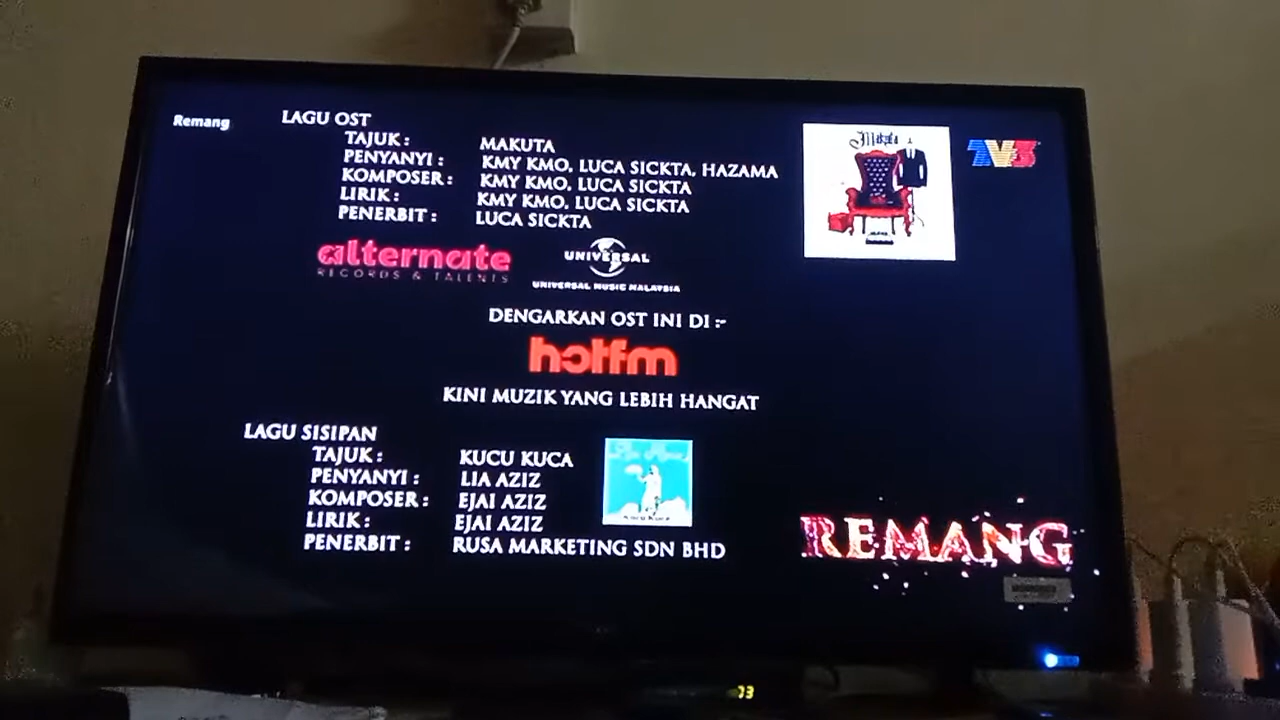 Remang
LAGU OST
TAJUK : MAKUTA
PENYANYI : KMY KMO, LUCA SICKTA, HAZAMA
KOMPOSER : KMY KMO, LUCA SICKTA
LIRIK : KMY KMO, LUCA SICKTA
PENERBIT : LUCA SICKTA
Makuta
TV3
alternate
RECORDS & TALENTS
UNIVERSAL
UNIVERSAL MUSIC MALAYSIA
DENGARKAN OST INI DI :-
hotfm
KINI MUZIK YANG LEBIH HANGAT
LAGU SISIPAN
TAJUK : KUCU KUCA
PENYANYI : LIA AZIZ
KOMPOSER : EJAI AZIZ
LIRIK : EJAI AZIZ
PENERBIT : RUSA MARKETING SDN BHD
REMANG
73